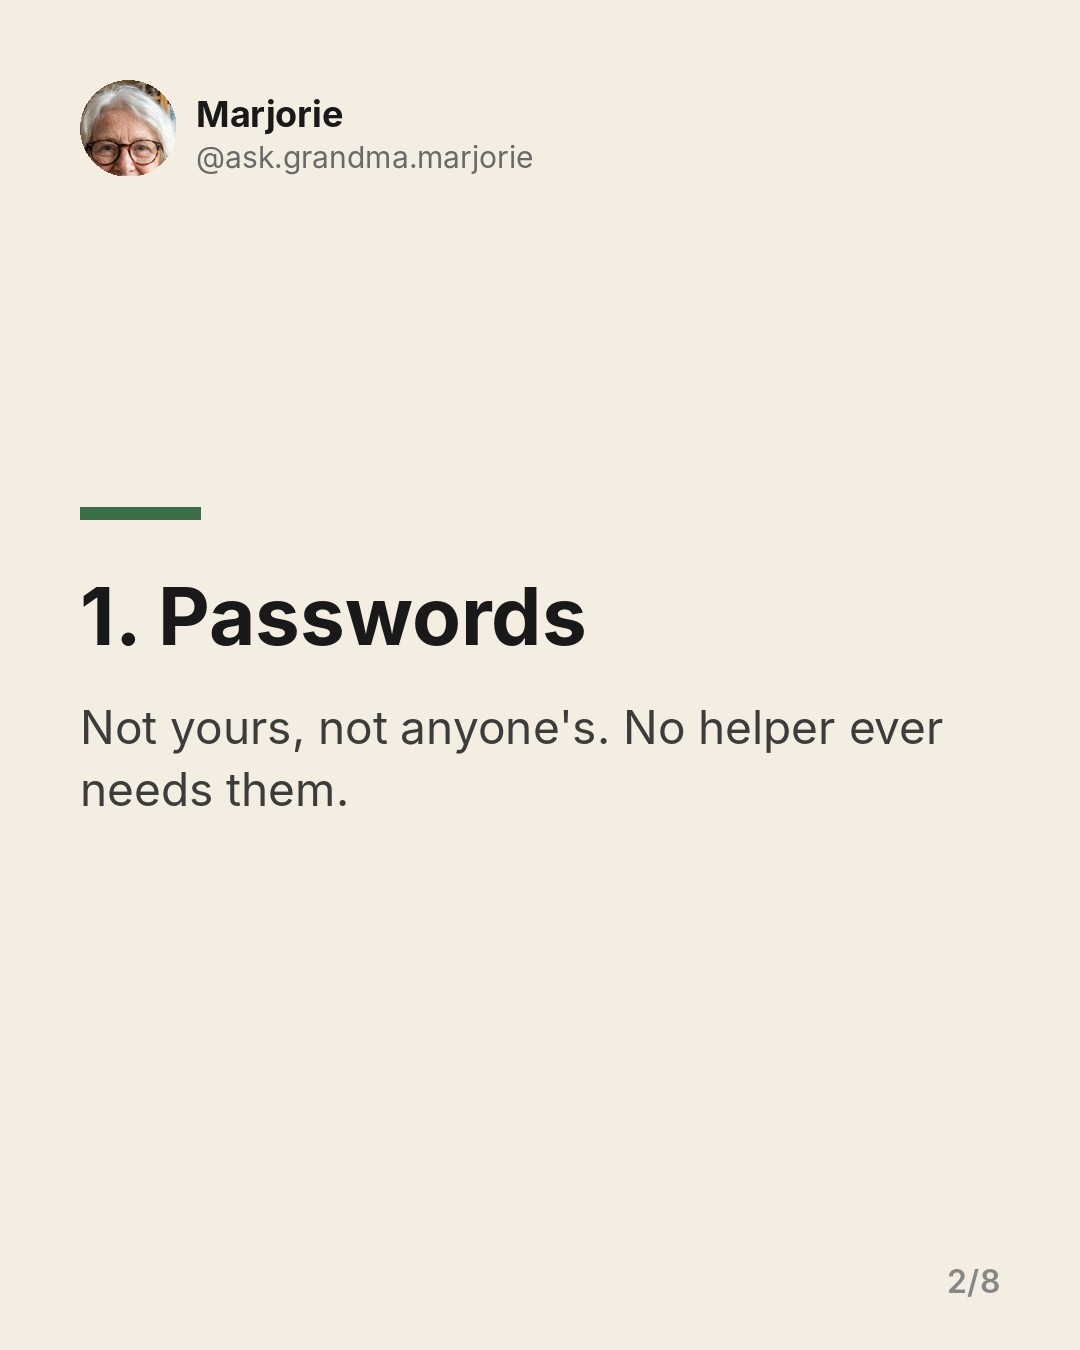 Marjorie
@ask.grandma.marjorie
1. Passwords
Not yours, not anyone's. No helper ever
needs them.
2/8